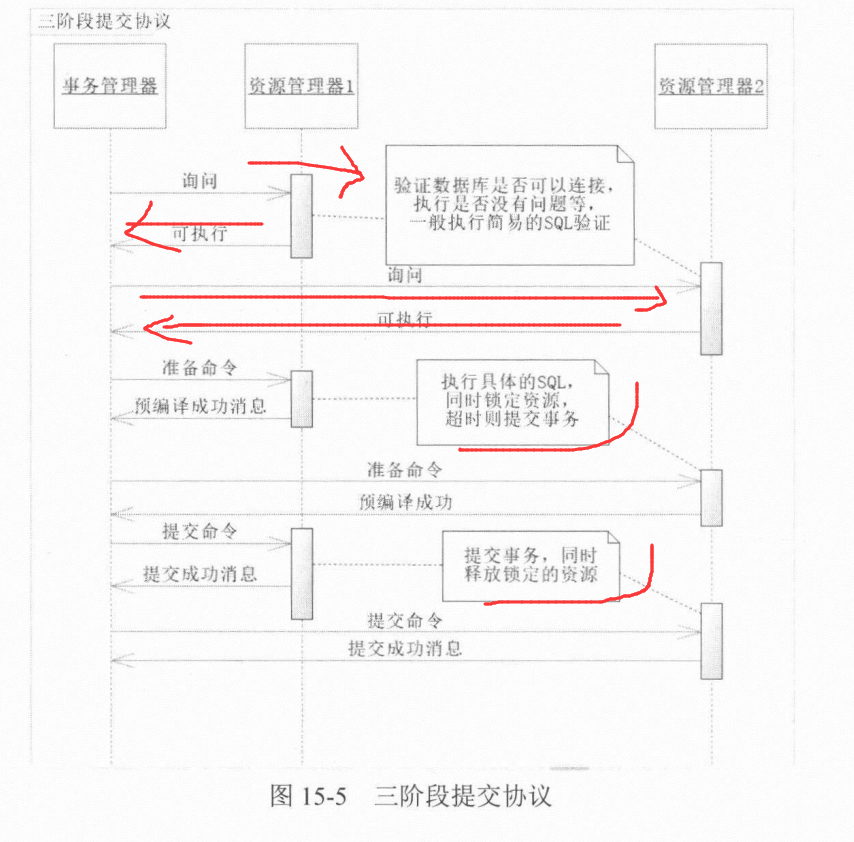 三阶段提交协议
事务管理器
资源管理器1
资源管理器2
询问
验证数据库是否可以连接，
执行是否没有问题等，
一般执行简易的SQL验证
可执行
询问
可执行
准备命令
执行具体的SQL，
同时锁定资源，
超时则提交事务
预编译成功消息
准备命令
预编译成功
提交命令
提交事务，同时
释放锁定的资源
提交成功消息
提交命令
提交成功消息
图 15-5 三阶段提交协议